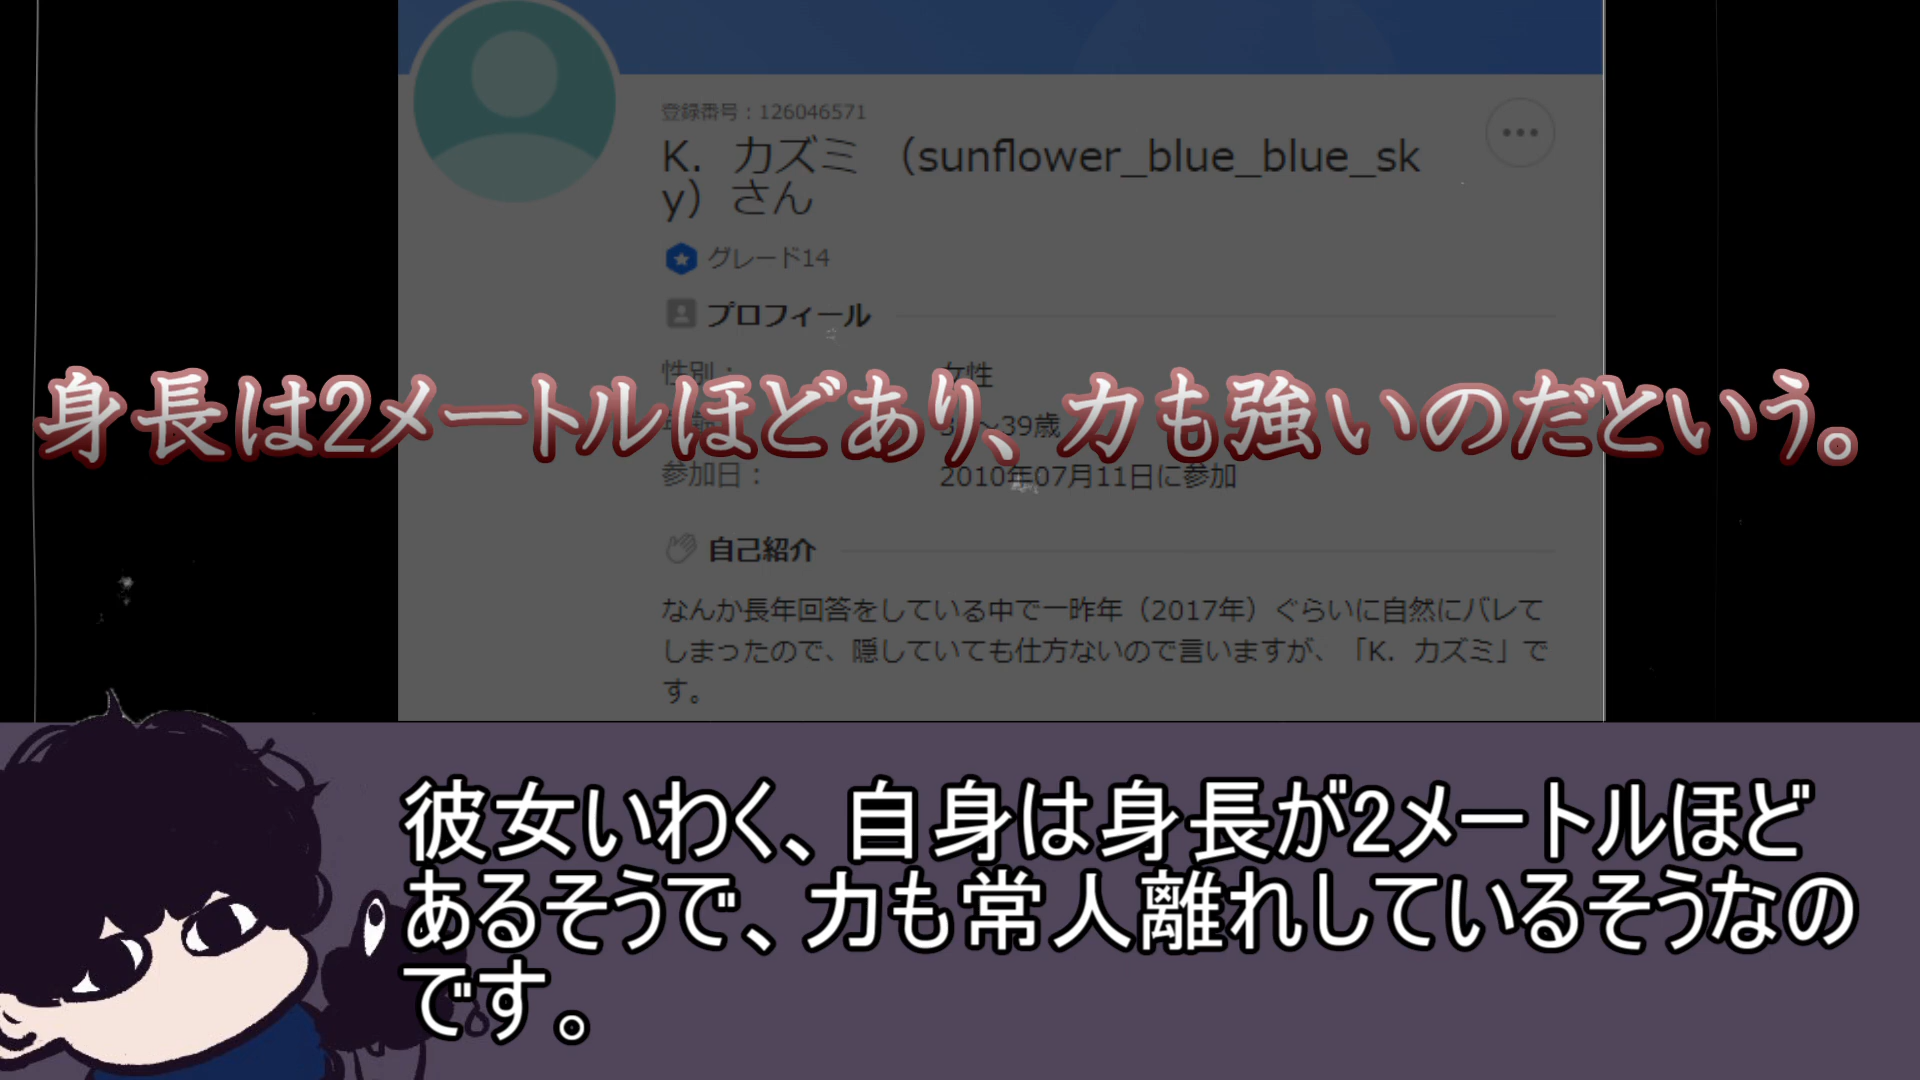 登録番号：126046571
K．カズミ （sunflower_blue_blue_sk
y）さん
グレード14
プロフィール
性別： 女性
身長は2メートルほどあり、力も強いのだという。
～39歳
参加日： 2010年07月11日に参加
自己紹介
なんか長年回答をしている中で一昨年（2017年）ぐらいに自然にバレて
しまったので、隠していても仕方ないので言いますが、「K．カズミ」で
す。
彼女いわく、自身は身長が2メートルほど
あるそうで、力も常人離れしているそうなの
です。